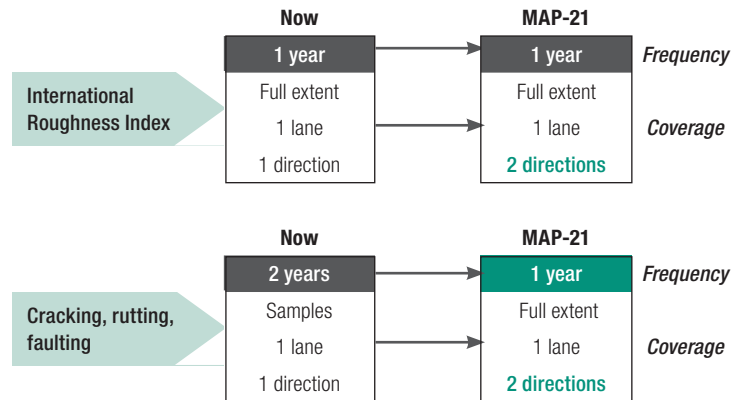 Now MAP-21
1 year 1 year Frequency
International
Roughness Index
Full extent Full extent
1 lane 1 lane Coverage
1 direction 2 directions
Now MAP-21
2 years 1 year Frequency
Cracking, rutting,
faulting
Samples Full extent
1 lane 1 lane Coverage
1 direction 2 directions